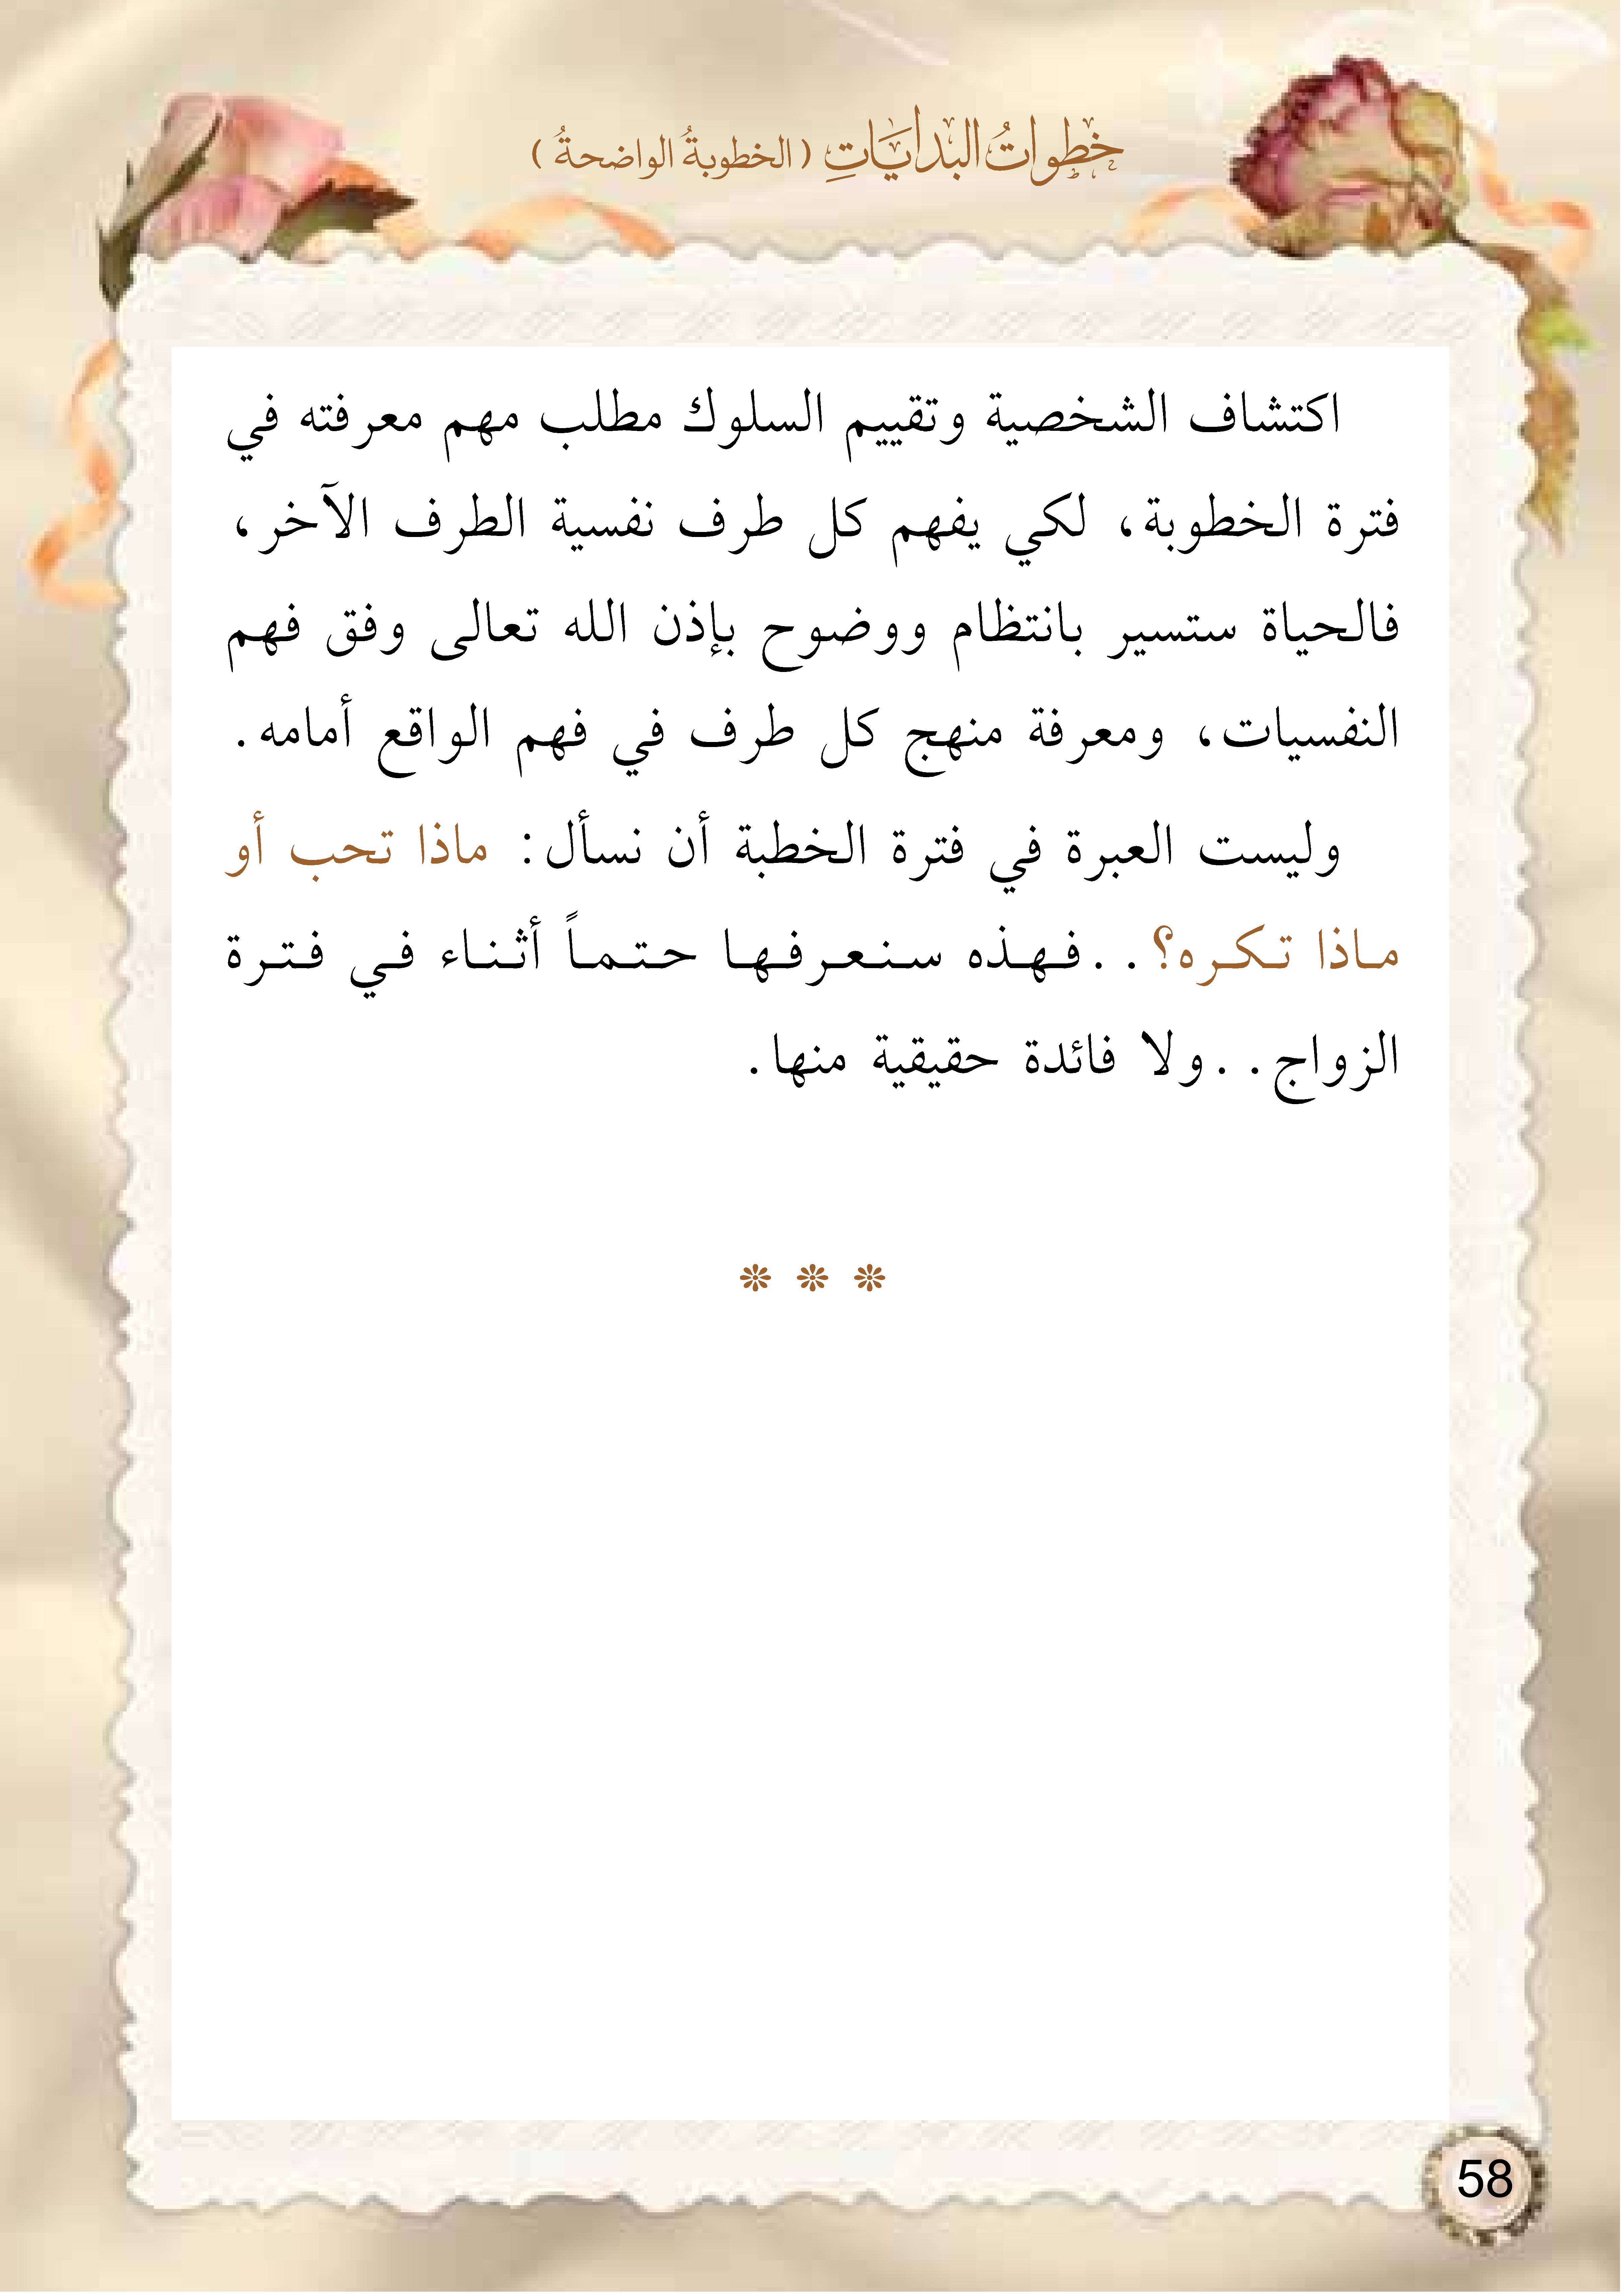 خطواتُ البداياتِ (الخطوبةُ الواضحةُ)
اكتشاف الشخصية وتقييم السلوك مطلب مهم معرفته في
فترة الخطوبة، لكي يفهم كل طرف نفسية الطرف الآخر،
فالحياة ستسير بانتظام ووضوح بإذن الله تعالى وفق فهم
النفسيات، ومعرفة منهج كل طرف في فهم الواقع أمامه.
وليست العبرة في فترة الخطبة أن نسأل: ماذا تحب أو
ماذا تكره؟..فهذه سنعرفها حتماً أثناء في فترة
الزواج..ولا فائدة حقيقية منها.
* * *
58